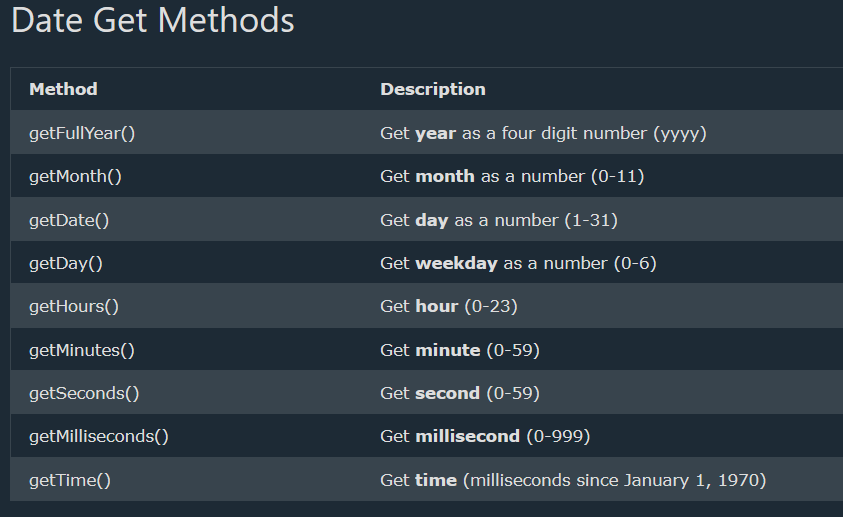 Date Get Methods
Method Description
getFullYear() Get year as a four digit number (yyyy)
getMonth() Get month as a number (0-11)
getDate() Get day as a number (1-31)
getDay() Get weekday as a number (0-6)
getHours() Get hour (0-23)
getMinutes() Get minute (0-59)
getSeconds() Get second (0-59)
getMilliseconds() Get millisecond (0-999)
getTime() Get time (milliseconds since January 1, 1970)